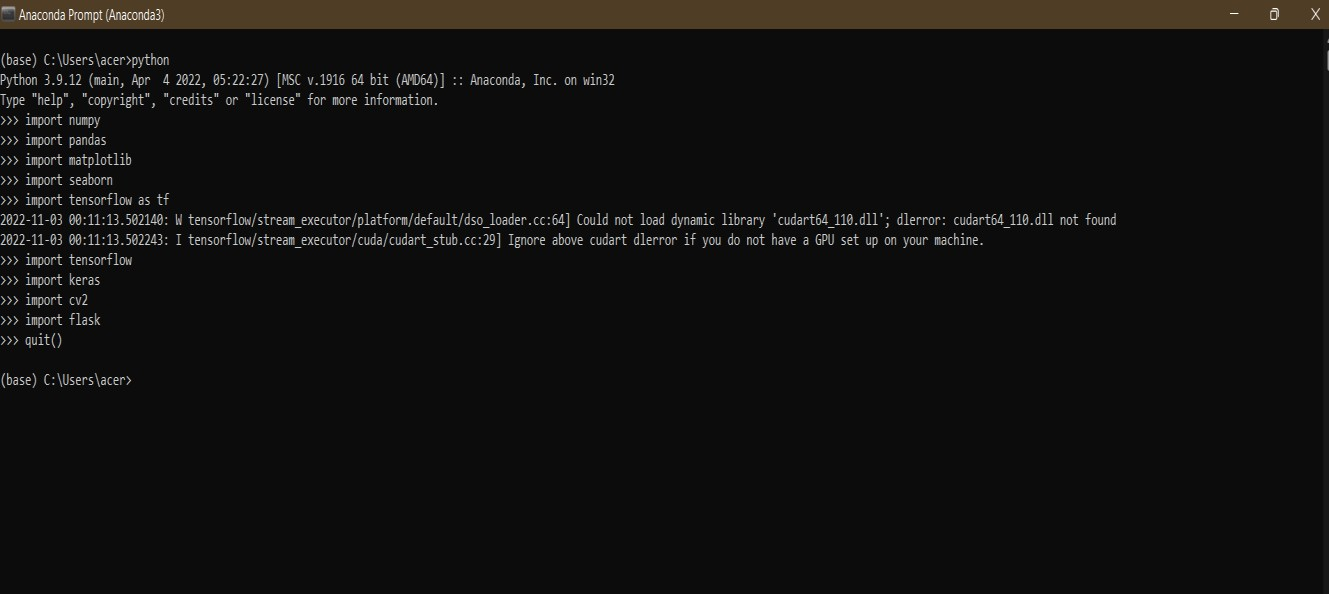 Anaconda Prompt (Anaconda3)
(base) C:\Users\acer>python
Python 3.9.12 (main, Apr  4 2022, 05:22:27) [MSC v.1916 64 bit (AMD64)] :: Anaconda, Inc. on win32
Type "help", "copyright", "credits" or "license" for more information.
>>> import numpy
>>> import pandas
>>> import matplotlib
>>> import seaborn
>>> import tensorflow as tf
2022-11-03 00:11:13.502140: W tensorflow/stream_executor/platform/default/dso_loader.cc:64] Could not load dynamic library 'cudart64_110.dll'; dlerror: cudart64_110.dll not found
2022-11-03 00:11:13.502243: I tensorflow/stream_executor/cuda/cudart_stub.cc:29] Ignore above cudart dlerror if you do not have a GPU set up on your machine.
>>> import tensorflow
>>> import keras
>>> import cv2
>>> import flask
>>> quit()
(base) C:\Users\acer>